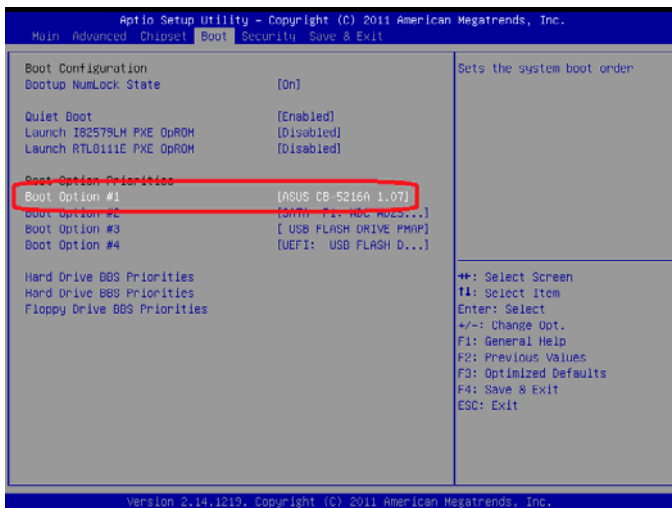 Aptio Setup Utility – Copyright (C) 2011 American Megatrends, Inc.
Main Advanced Chipset Boot Security Save & Exit
Boot Configuration
Bootup NumLock State [On]
Quiet Boot [Enabled]
Launch I82579LM PXE OpROM [Disabled]
Launch RTL8111E PXE OpROM [Disabled]
Boot Option Priorities
Boot Option #1 [ASUS CB-5216A 1.07]
Boot Option #2 [SATA P1: ADC AD25...]
Boot Option #3 [ USB FLASH DRIVE PMAP]
Boot Option #4 [UEFI: USB FLASH D...]
Hard Drive BBS Priorities
Hard Drive BBS Priorities
Floppy Drive BBS Priorities
Sets the system boot order
→←: Select Screen
↑↓: Select Item
Enter: Select
+/-: Change Opt.
F1: General Help
F2: Previous Values
F3: Optimized Defaults
F4: Save & Exit
ESC: Exit
Version 2.14.1219. Copyright (C) 2011 American Megatrends, Inc.